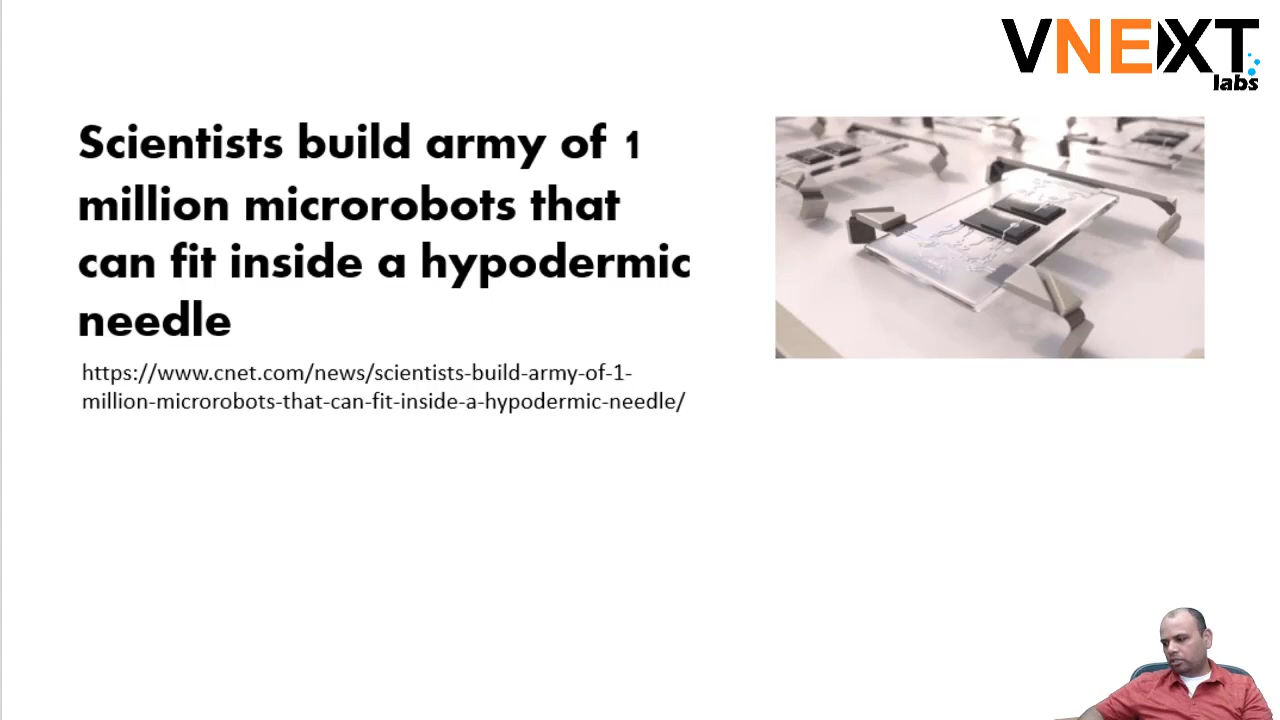 VNEXT
labs
Scientists build army of 1
million microrobots that
can fit inside a hypodermic
needle
https://www.cnet.com/news/scientists-build-army-of-1-
million-microrobots-that-can-fit-inside-a-hypodermic-needle/